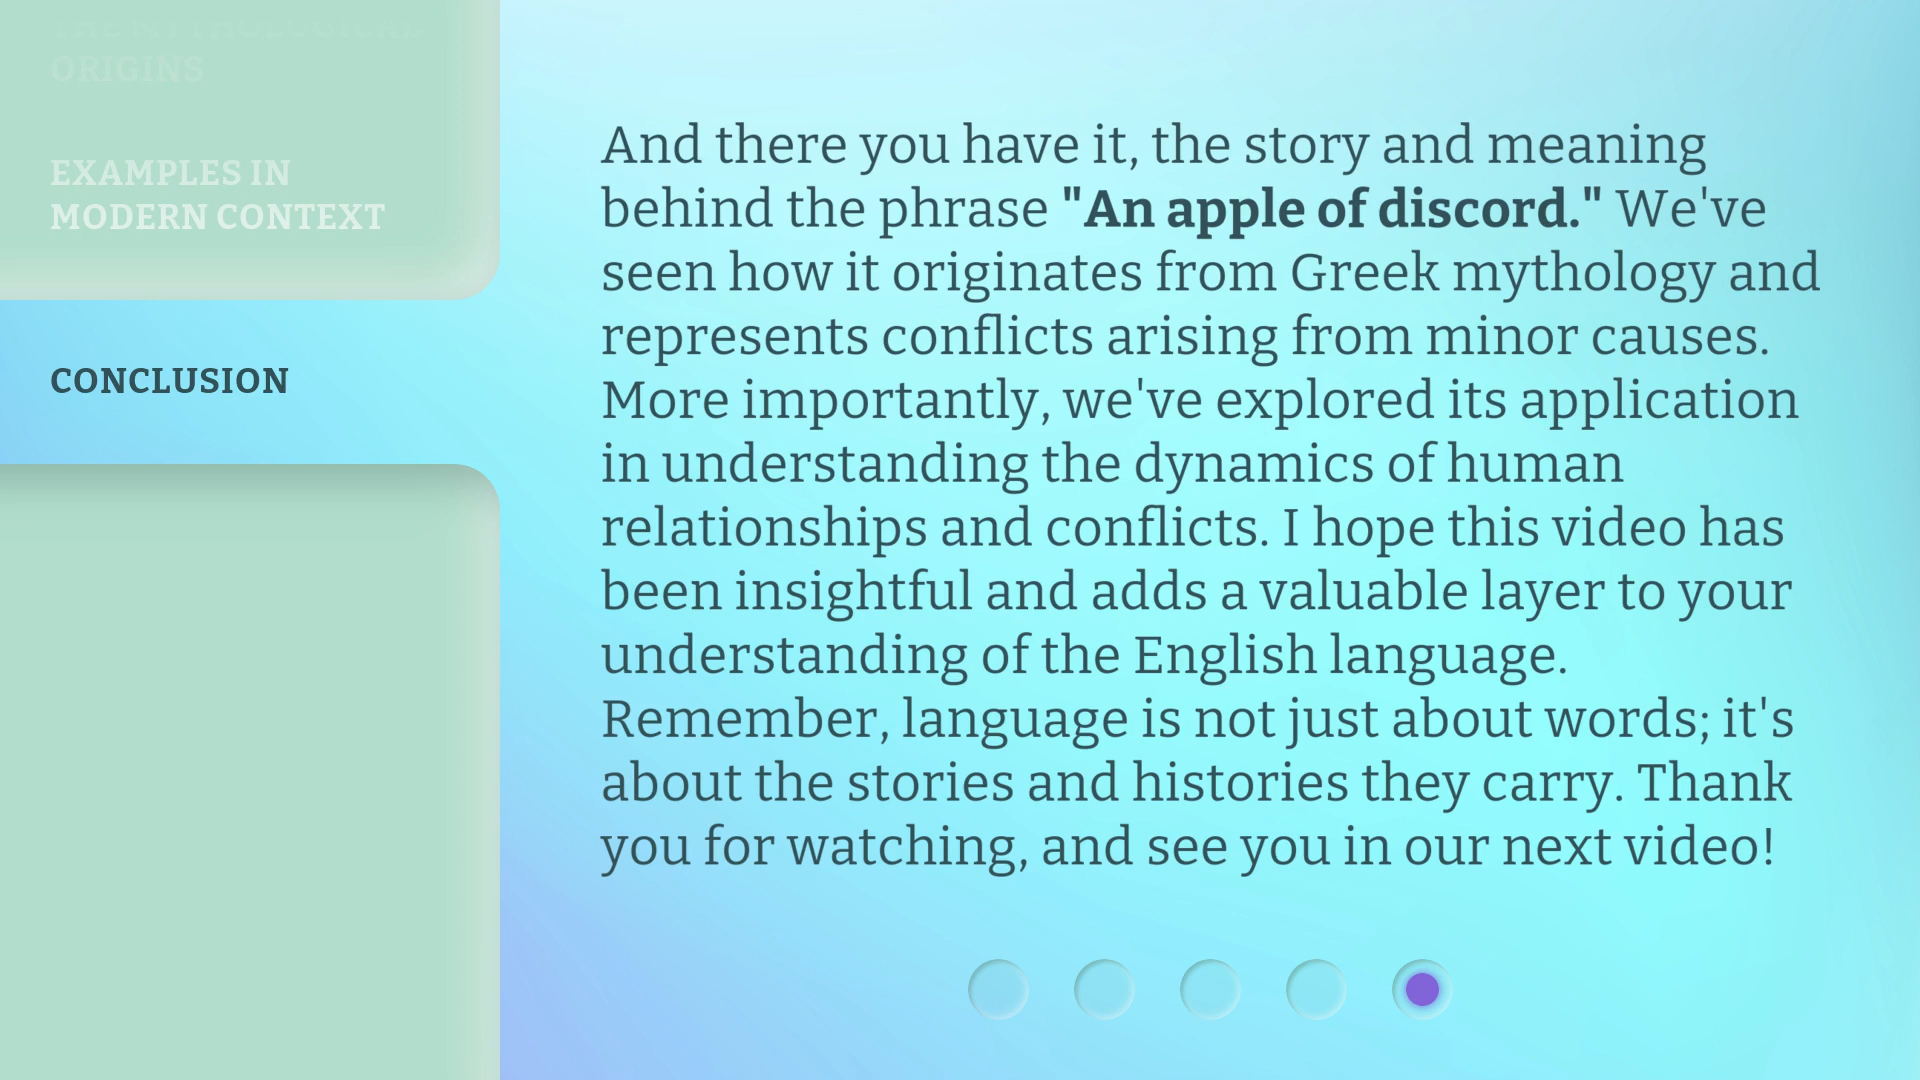 THE MYTHOLOGICAL
ORIGINS
EXAMPLES IN
MODERN CONTEXT
CONCLUSION
And there you have it, the story and meaning
behind the phrase "An apple of discord." We've
seen how it originates from Greek mythology and
represents conflicts arising from minor causes.
More importantly, we've explored its application
in understanding the dynamics of human
relationships and conflicts. I hope this video has
been insightful and adds a valuable layer to your
understanding of the English language.
Remember, language is not just about words; it's
about the stories and histories they carry. Thank
you for watching, and see you in our next video!